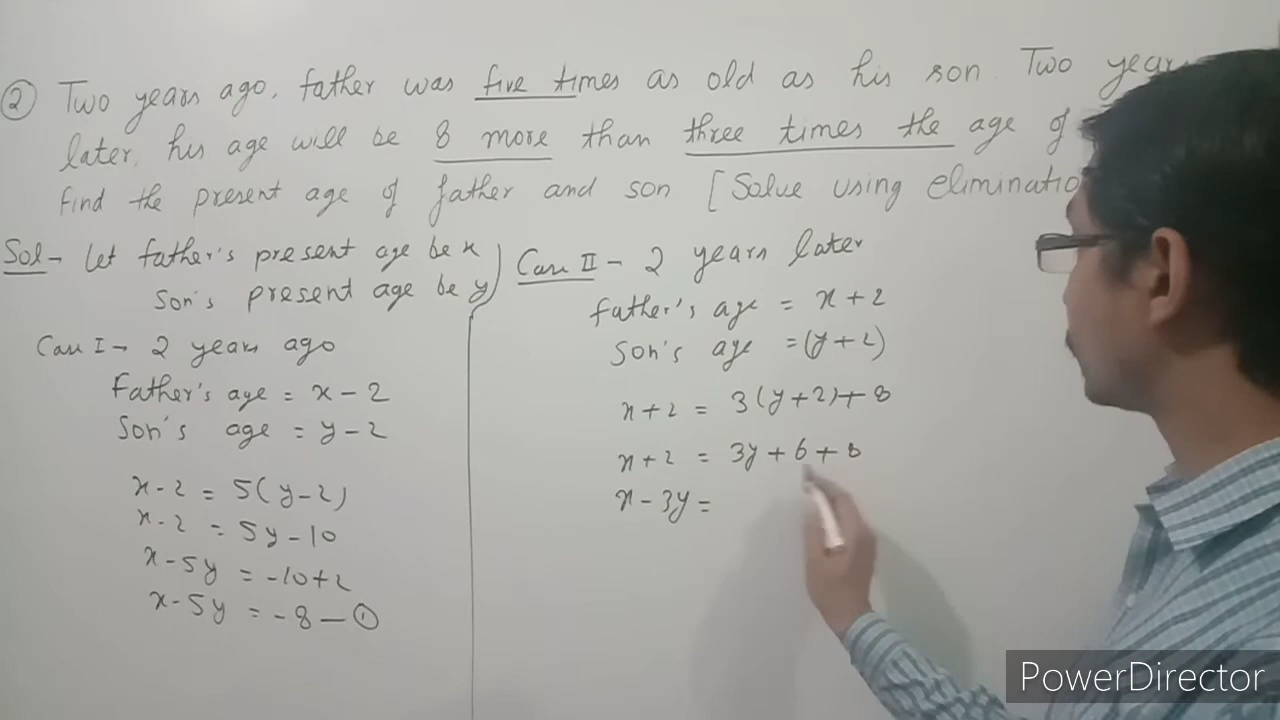 ② Two years ago, father was five times as old as his son. Two years
later, his age will be 8 more than three times the age of
find the present age of father and son [Solve using eliminatio
Sol - let father's present age be x
son's present age be y
Case I → 2 years ago
Father's age = x - 2
Son's age = y - 2
x - 2 = 5(y - 2)
x - 2 = 5y - 10
x - 5y = -10 + 2
x - 5y = -8 — ①
Case II - 2 years later
father's age = x + 2
Son's age = (y + 2)
x + 2 = 3(y + 2) + 8
x + 2 = 3y + 6 + 8
x - 3y =
PowerDirector